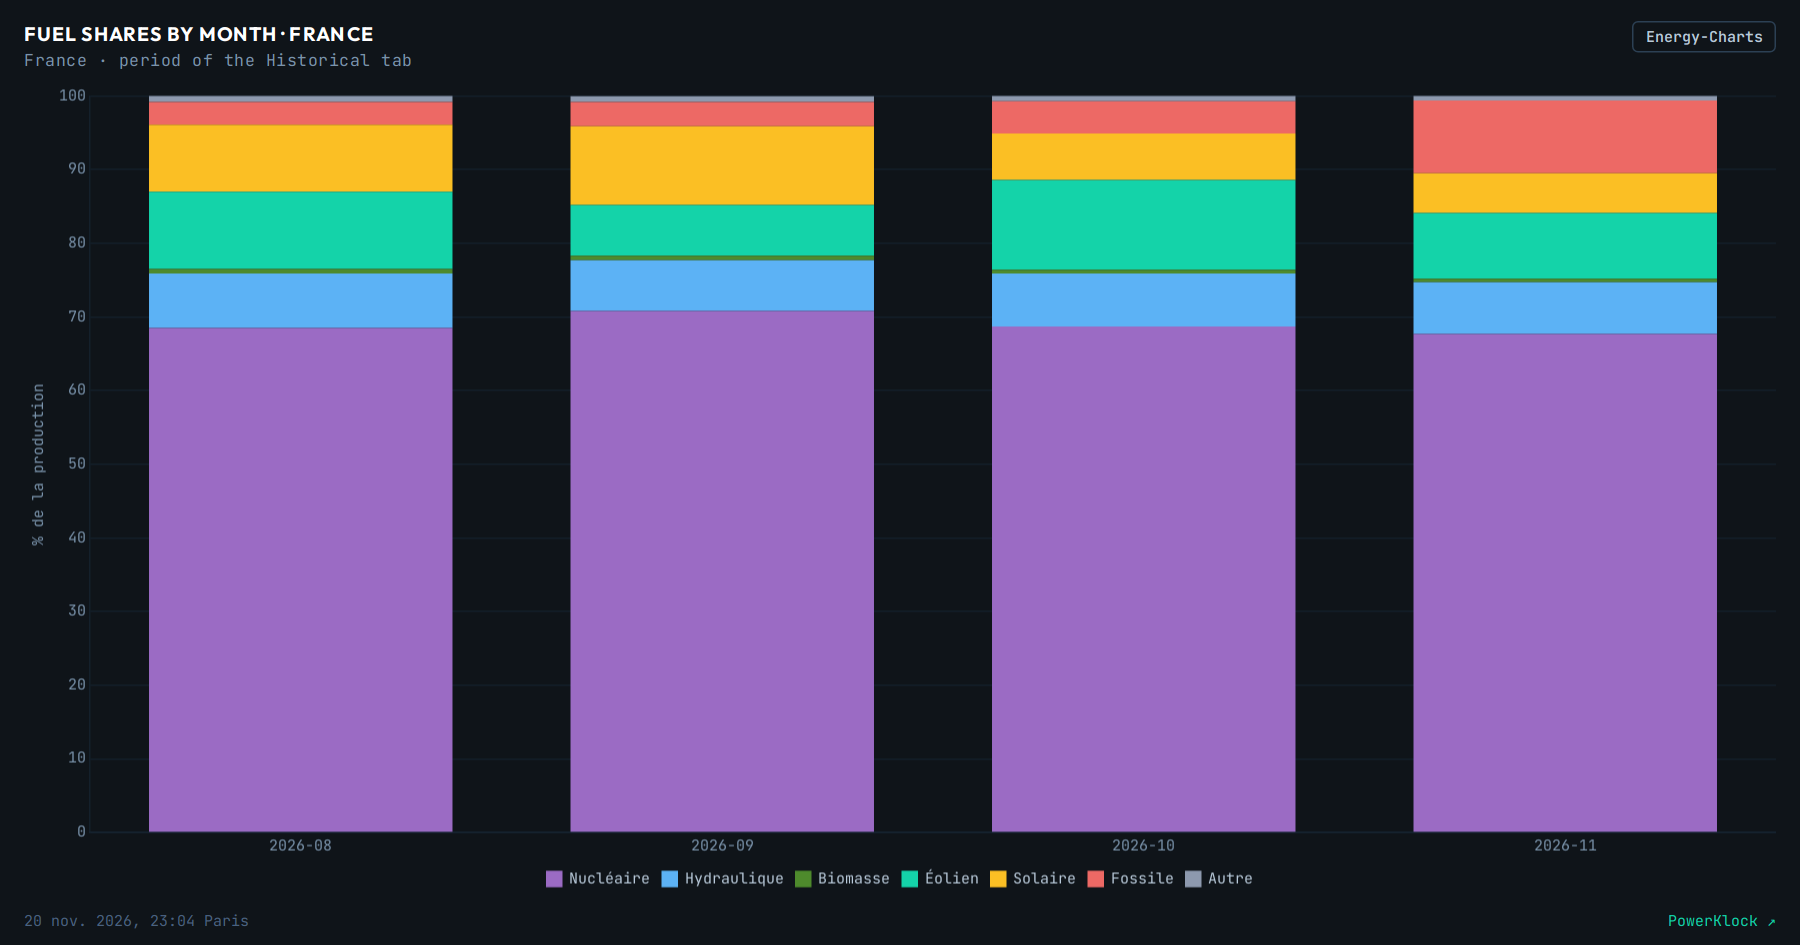 FUEL SHARES BY MONTH · FRANCE
France · period of the Historical tab
Energy-Charts
100
90
80
70
60
50
40
30
20
10
0
% de la production
2026-08
2026-09
2026-10
2026-11
Nucléaire
Hydraulique
Biomasse
Éolien
Solaire
Fossile
Autre
20 nov. 2026, 23:04 Paris
PowerKlock ↗